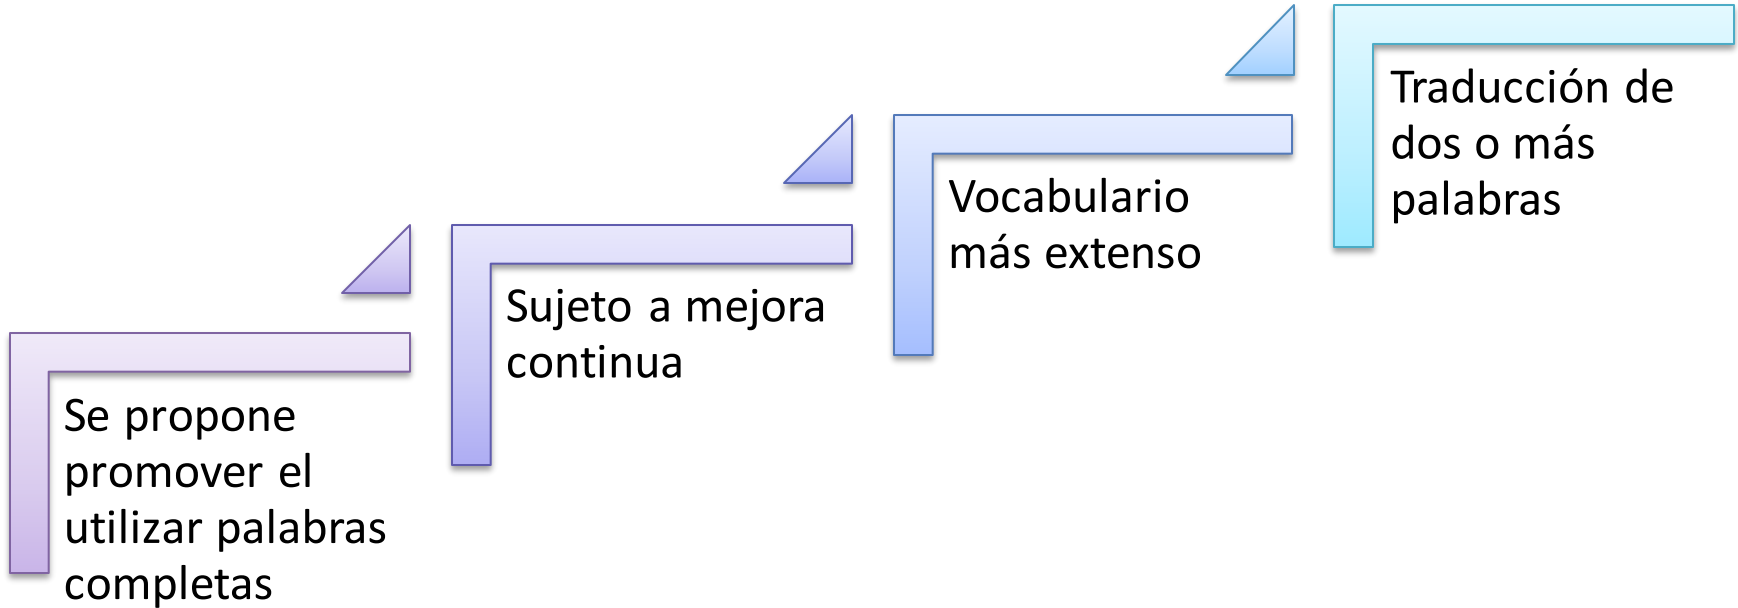 Se propone
promover el
utilizar palabras
completas
Sujeto a mejora
continua
Vocabulario
más extenso
Traducción de
dos o más
palabras